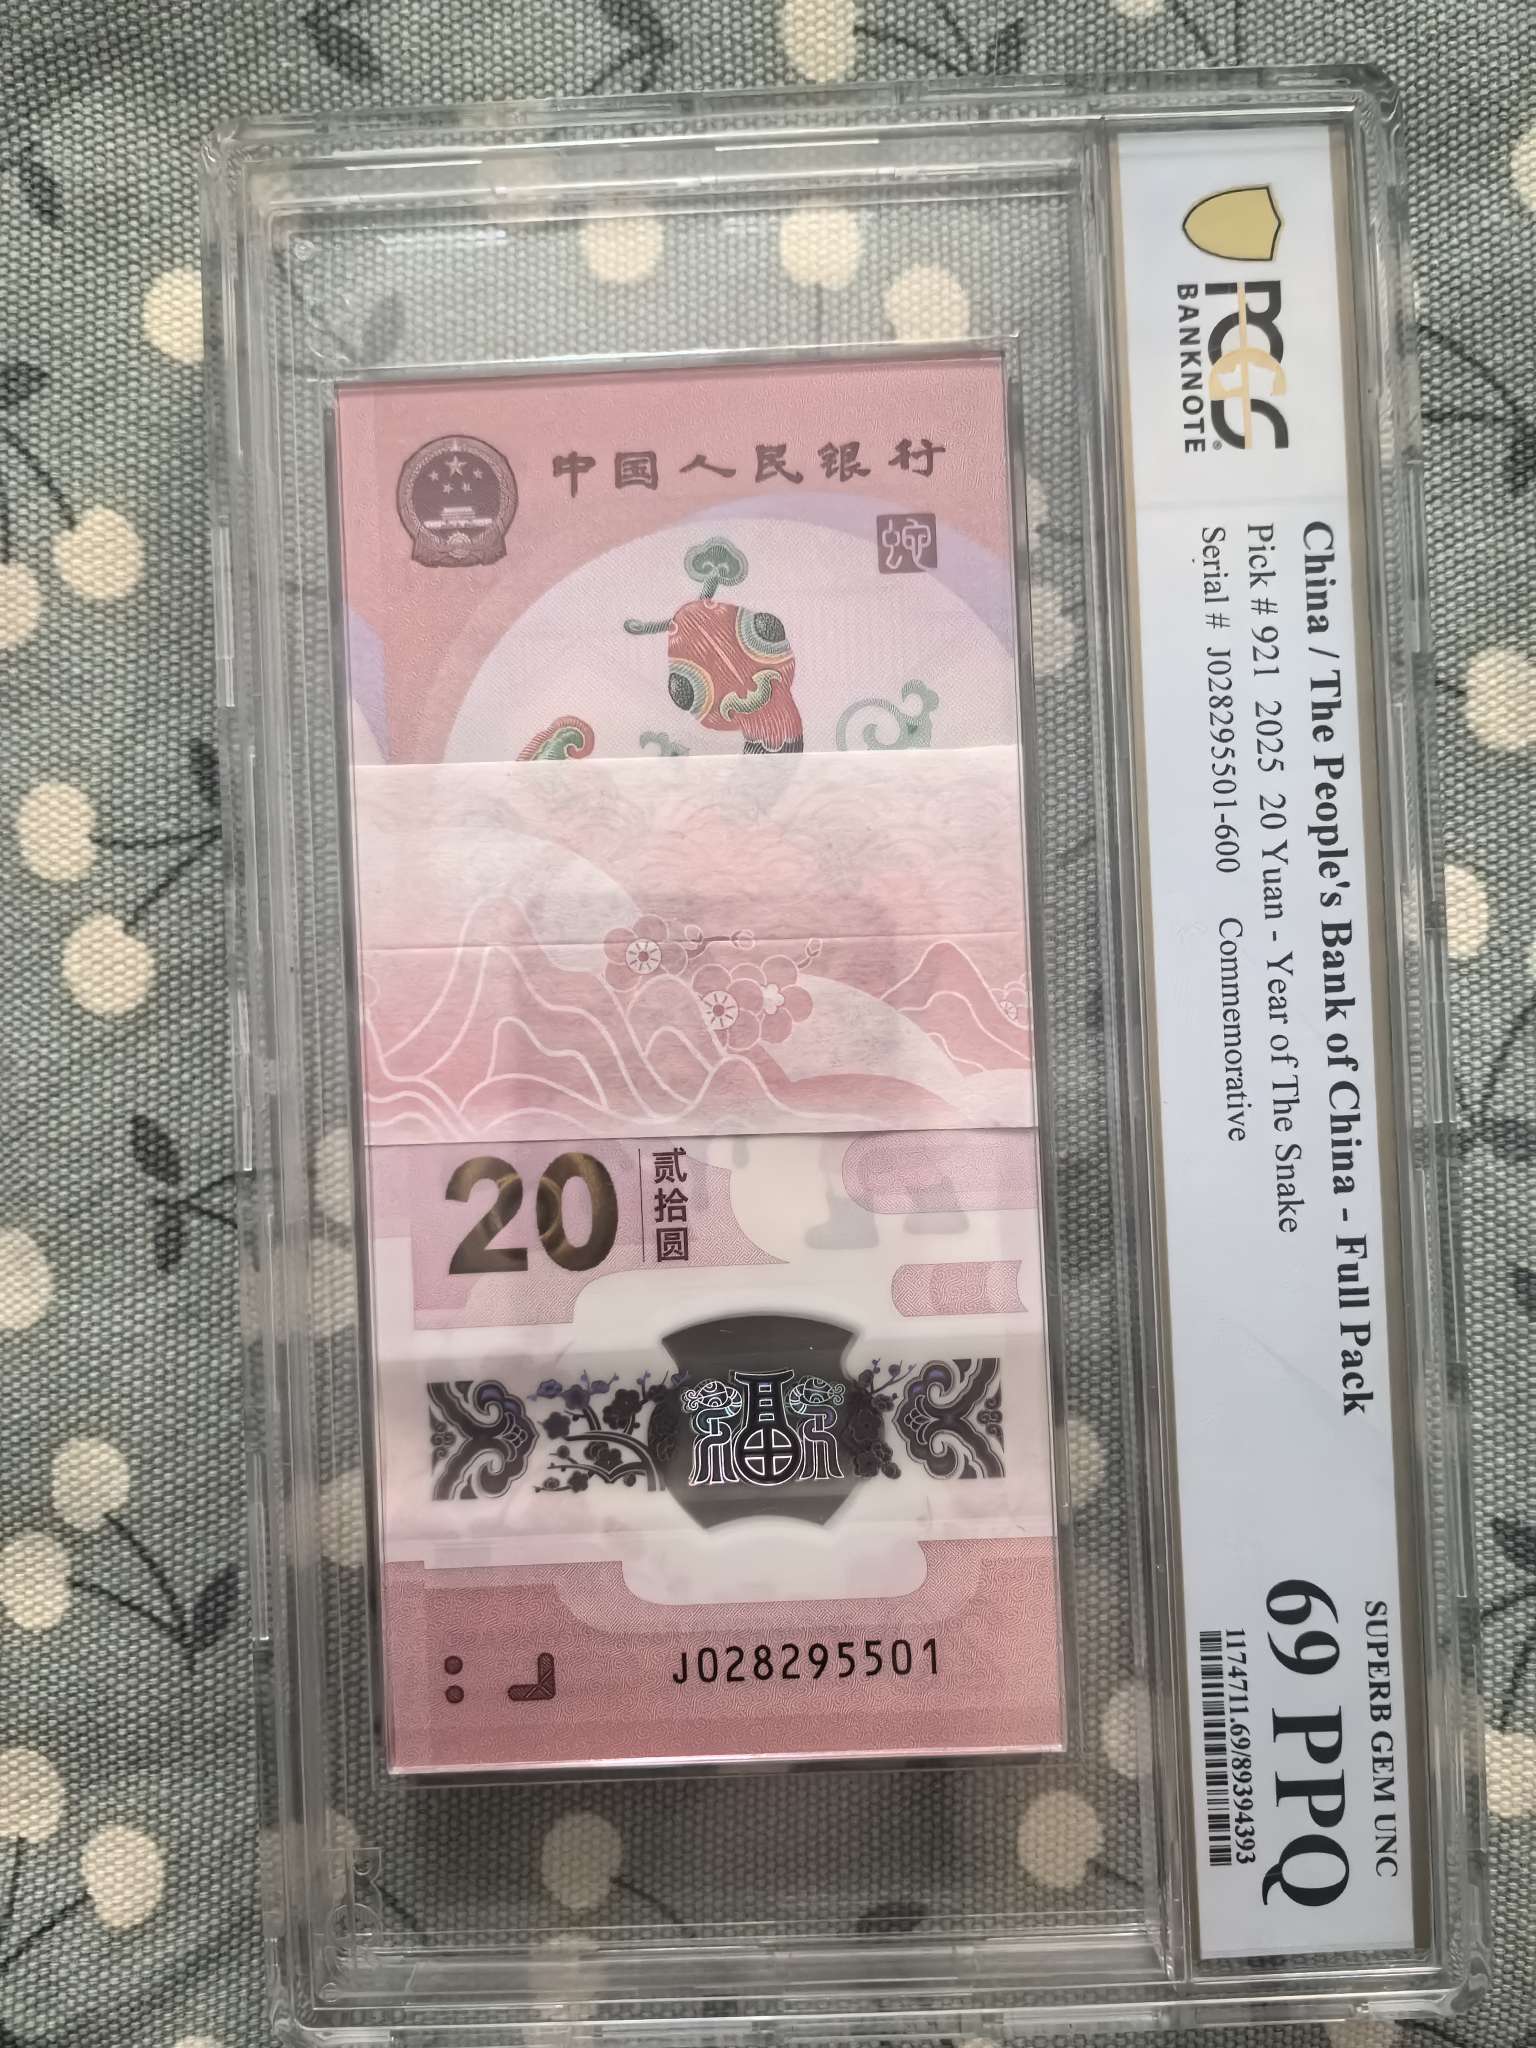 PCGS
BANKNOTE
China / The People's Bank of China - Full Pack
Pick # 921 2025 20 Yuan - Year of The Snake
Serial # J028295501-600 Commemorative
SUPERB GEM UNC
69 PPQ
1174711.69/89394393
中国人民银行
蛇
20
贰拾圆
J028295501